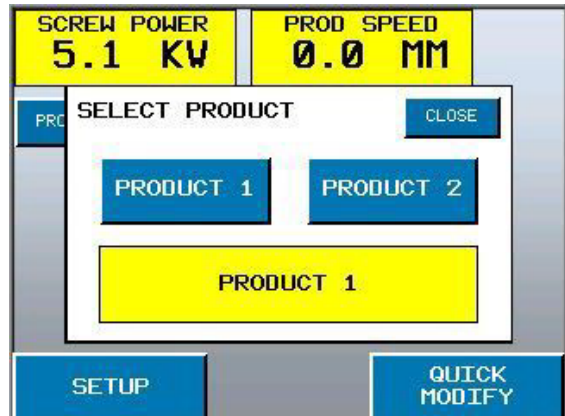 SCREW POWER
5.1 KW
PROD SPEED
0.0 MM
PRO
SELECT PRODUCT
CLOSE
PRODUCT 1
PRODUCT 2
PRODUCT 1
SETUP
QUICK
MODIFY